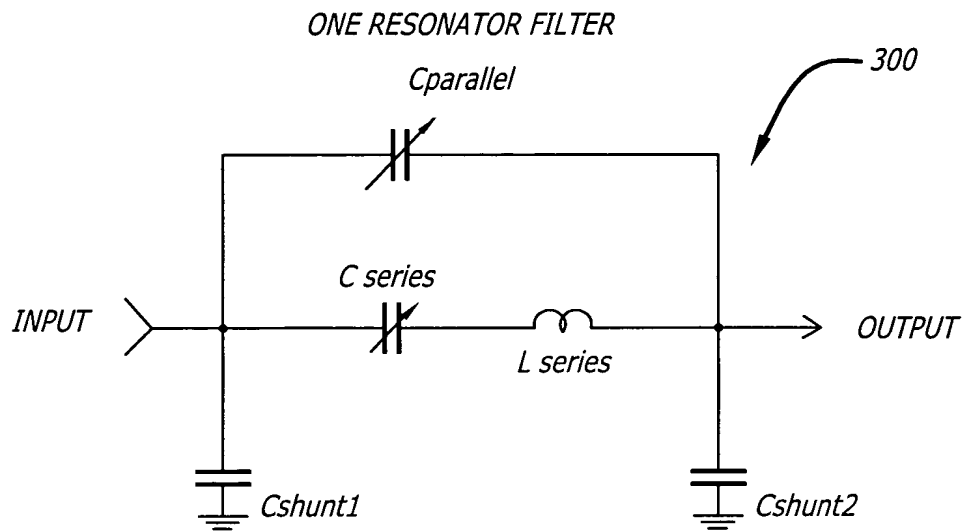 ONE RESONATOR FILTER
300
Cparallel
C series
INPUT
OUTPUT
L series
Cshunt1
Cshunt2